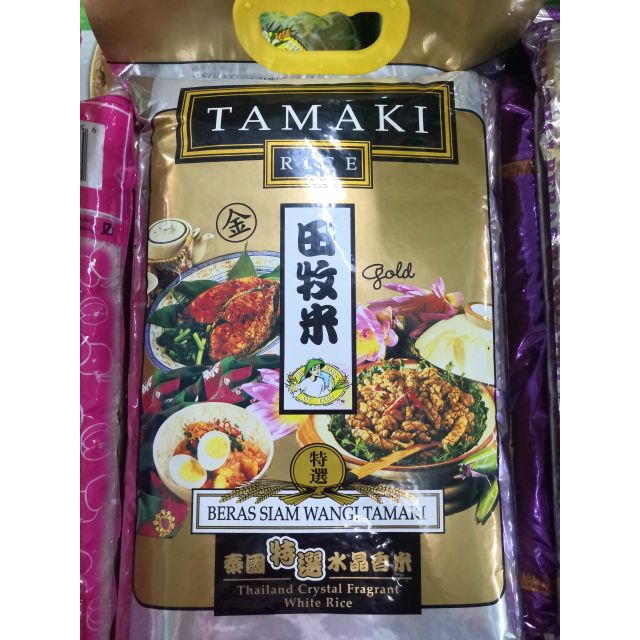 TAMAKI
RICE
金
田牧米
gold
特選
BERAS SIAM WANGI TAMAKI
泰國特選水晶香米
Thailand Crystal Fragrant
White Rice